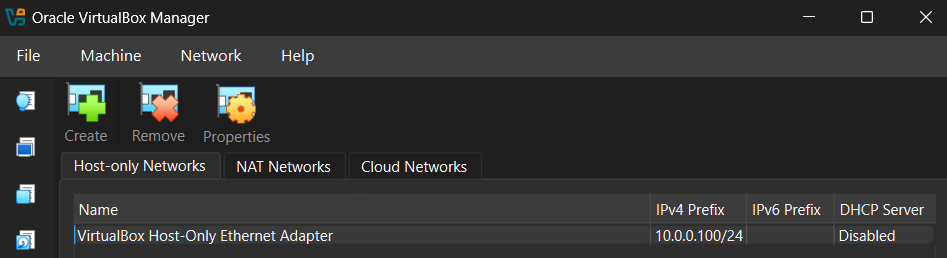 Oracle VirtualBox Manager
File Machine Network Help
Create Remove Properties
Host-only Networks NAT Networks Cloud Networks
Name IPv4 Prefix IPv6 Prefix DHCP Server
VirtualBox Host-Only Ethernet Adapter 10.0.0.100/24 Disabled